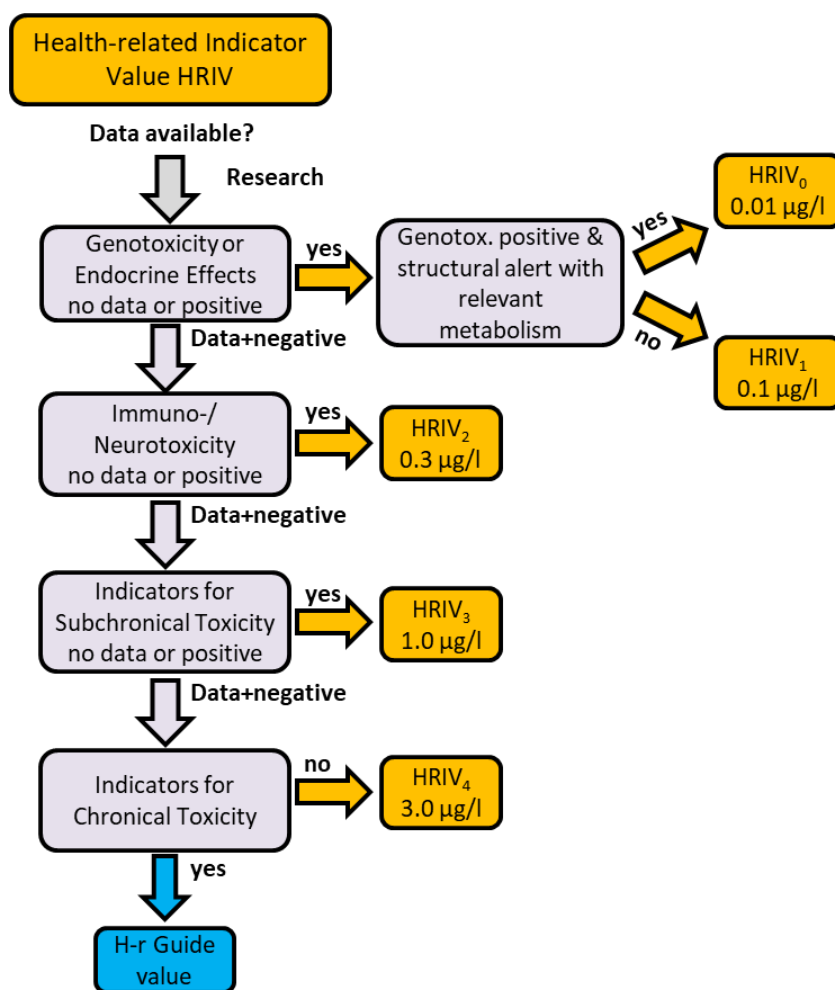 Health-related Indicator
Value HRIV
Data available?
Research
Genotoxicity or
Endocrine Effects
no data or positive
yes
Genotox. positive &
structural alert with
relevant
metabolism
yes
HRIV₀
0.01 µg/l
no
HRIV₁
0.1 µg/l
Data+negative
Immuno-/
Neurotoxicity
no data or positive
yes
HRIV₂
0.3 µg/l
Data+negative
Indicators for
Subchronical Toxicity
no data or positive
yes
HRIV₃
1.0 µg/l
Data+negative
Indicators for
Chronical Toxicity
no
HRIV₄
3.0 µg/l
yes
H-r Guide
value